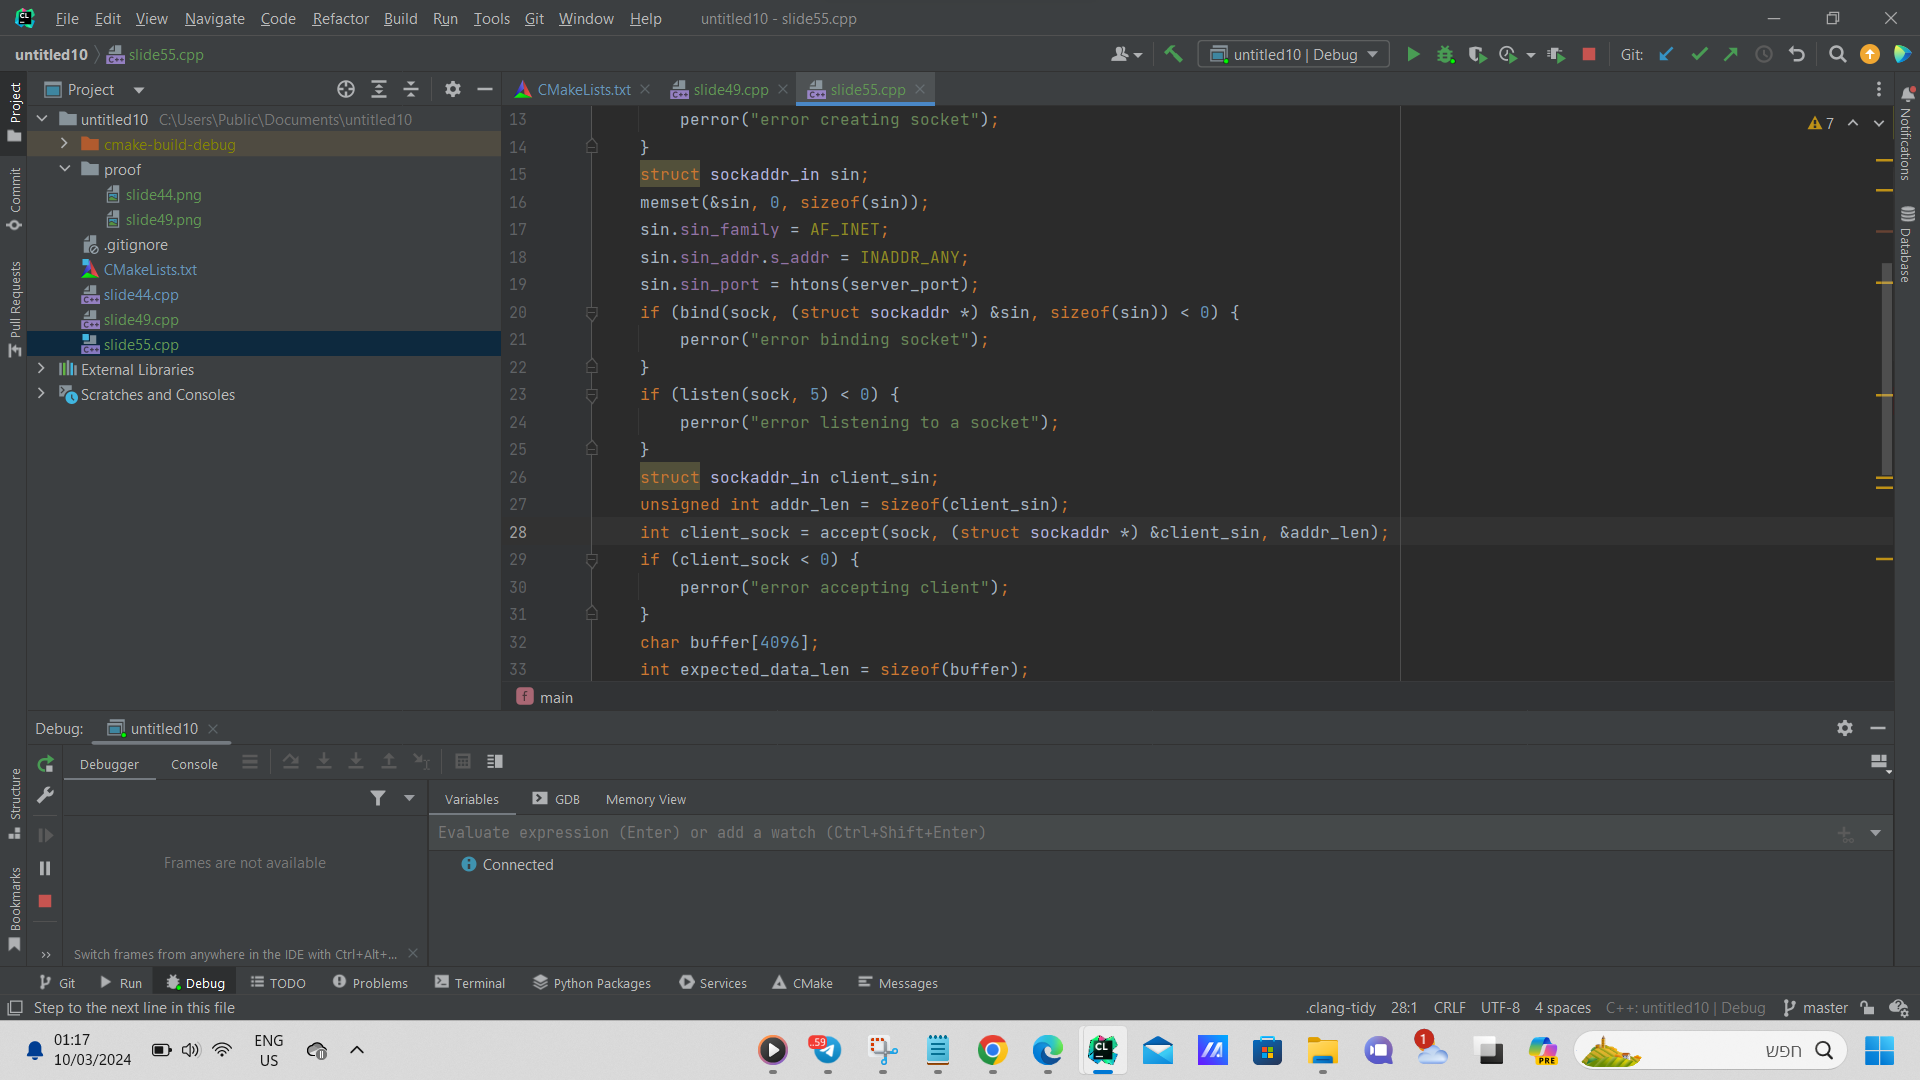 File Edit View Navigate Code Refactor Build Run Tools Git Window Help untitled10 - slide55.cpp
untitled10 slide55.cpp untitled10 | Debug Git:
Project CMakeLists.txt slide49.cpp slide55.cpp
untitled10 C:\Users\Public\Documents\untitled10
cmake-build-debug
proof
slide44.png
slide49.png
.gitignore
CMakeLists.txt
slide44.cpp
slide49.cpp
slide55.cpp
External Libraries
Scratches and Consoles
Project
Commit
Pull Requests
Structure
Bookmarks
7
13 perror("error creating socket");
14 }
15 struct sockaddr_in sin;
16 memset(&sin, 0, sizeof(sin));
17 sin.sin_family = AF_INET;
18 sin.sin_addr.s_addr = INADDR_ANY;
19 sin.sin_port = htons(server_port);
20 if (bind(sock, (struct sockaddr *) &sin, sizeof(sin)) < 0) {
21 perror("error binding socket");
22 }
23 if (listen(sock, 5) < 0) {
24 perror("error listening to a socket");
25 }
26 struct sockaddr_in client_sin;
27 unsigned int addr_len = sizeof(client_sin);
28 int client_sock = accept(sock, (struct sockaddr *) &client_sin, &addr_len);
29 if (client_sock < 0) {
30 perror("error accepting client");
31 }
32 char buffer[4096];
33 int expected_data_len = sizeof(buffer);
f main
Notifications
Database
Debug: untitled10
Debugger Console
Variables GDB Memory View
Evaluate expression (Enter) or add a watch (Ctrl+Shift+Enter)
Connected
Frames are not available
Switch frames from anywhere in the IDE with Ctrl+Alt+...
Git Run Debug TODO Problems Terminal Python Packages Services CMake Messages
Step to the next line in this file .clang-tidy 28:1 CRLF UTF-8 4 spaces C++: untitled10 | Debug master
01:17
10/03/2024
ENG
US
59
CL
1
PRE
חפש